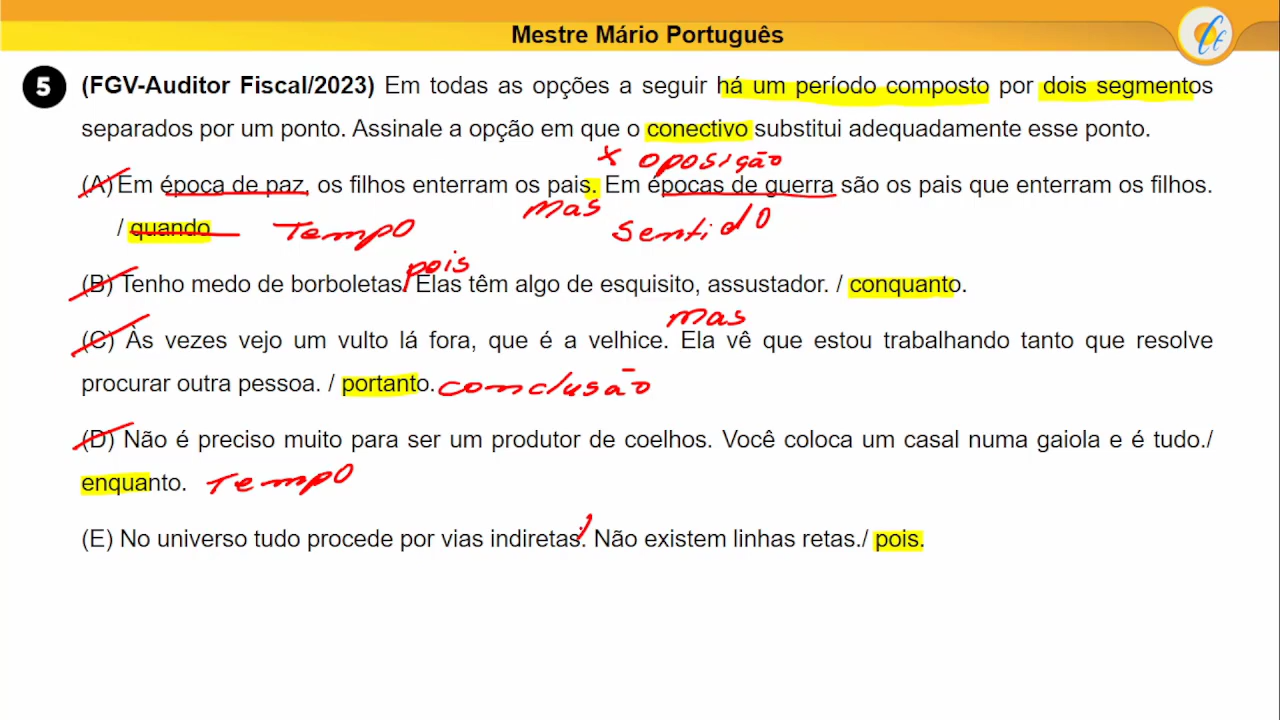 Mestre Mário Português
5 (FGV-Auditor Fiscal/2023) Em todas as opções a seguir há um período composto por dois segmentos
separados por um ponto. Assinale a opção em que o conectivo substitui adequadamente esse ponto.
x oposição
(A) Em época de paz, os filhos enterram os pais. Em épocas de guerra são os pais que enterram os filhos.
mas sentido
/ quando Tempo
pois
(B) Tenho medo de borboletas. Elas têm algo de esquisito, assustador. / conquanto.
mas
(C) Às vezes vejo um vulto lá fora, que é a velhice. Ela vê que estou trabalhando tanto que resolve
procurar outra pessoa. / portanto. conclusão
(D) Não é preciso muito para ser um produtor de coelhos. Você coloca um casal numa gaiola e é tudo./
enquanto. Tempo
(E) No universo tudo procede por vias indiretas. Não existem linhas retas./ pois.